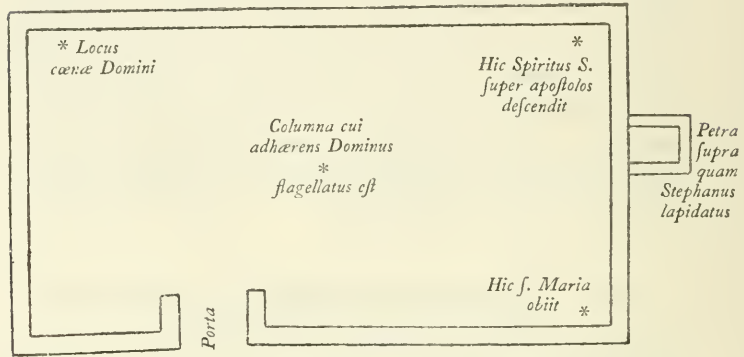 * Locus
cœnæ Domini
*
Hic Spiritus S.
ſuper apoſtolos
deſcendit
Columna cui
adhærens Dominus
*
flagellatus eſt
Petra
ſupra
quam
Stephanus
lapidatus
Hic ſ. Maria
obiit *
Porta